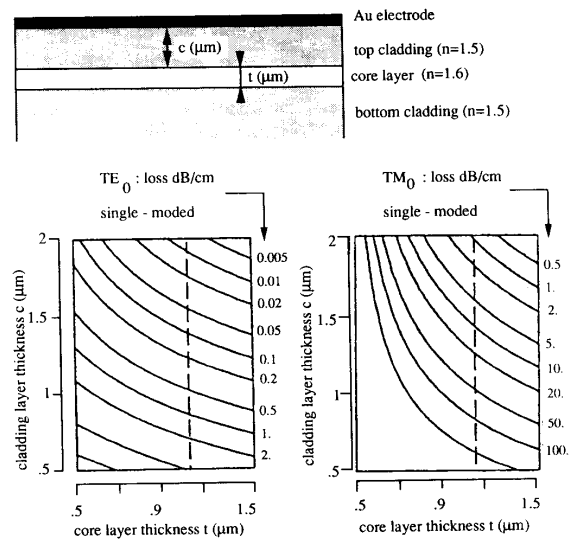 Au electrode
c (μm)
top cladding (n=1.5)
t (μm)
core layer (n=1.6)
bottom cladding (n=1.5)
TE0 : loss dB/cm
single - moded
cladding layer thickness c (μm)
2
1.5
1
.5
0.005
0.01
0.02
0.05
0.1
0.2
0.5
1.
2.
.5
.9
1.5
core layer thickness t (μm)
TM0 : loss dB/cm
single - moded
cladding layer thickness c (μm)
2
1.5
1
.5
0.5
1.
2.
5.
10.
20.
50.
100.
.5
.9
1.5
core layer thickness t (μm)